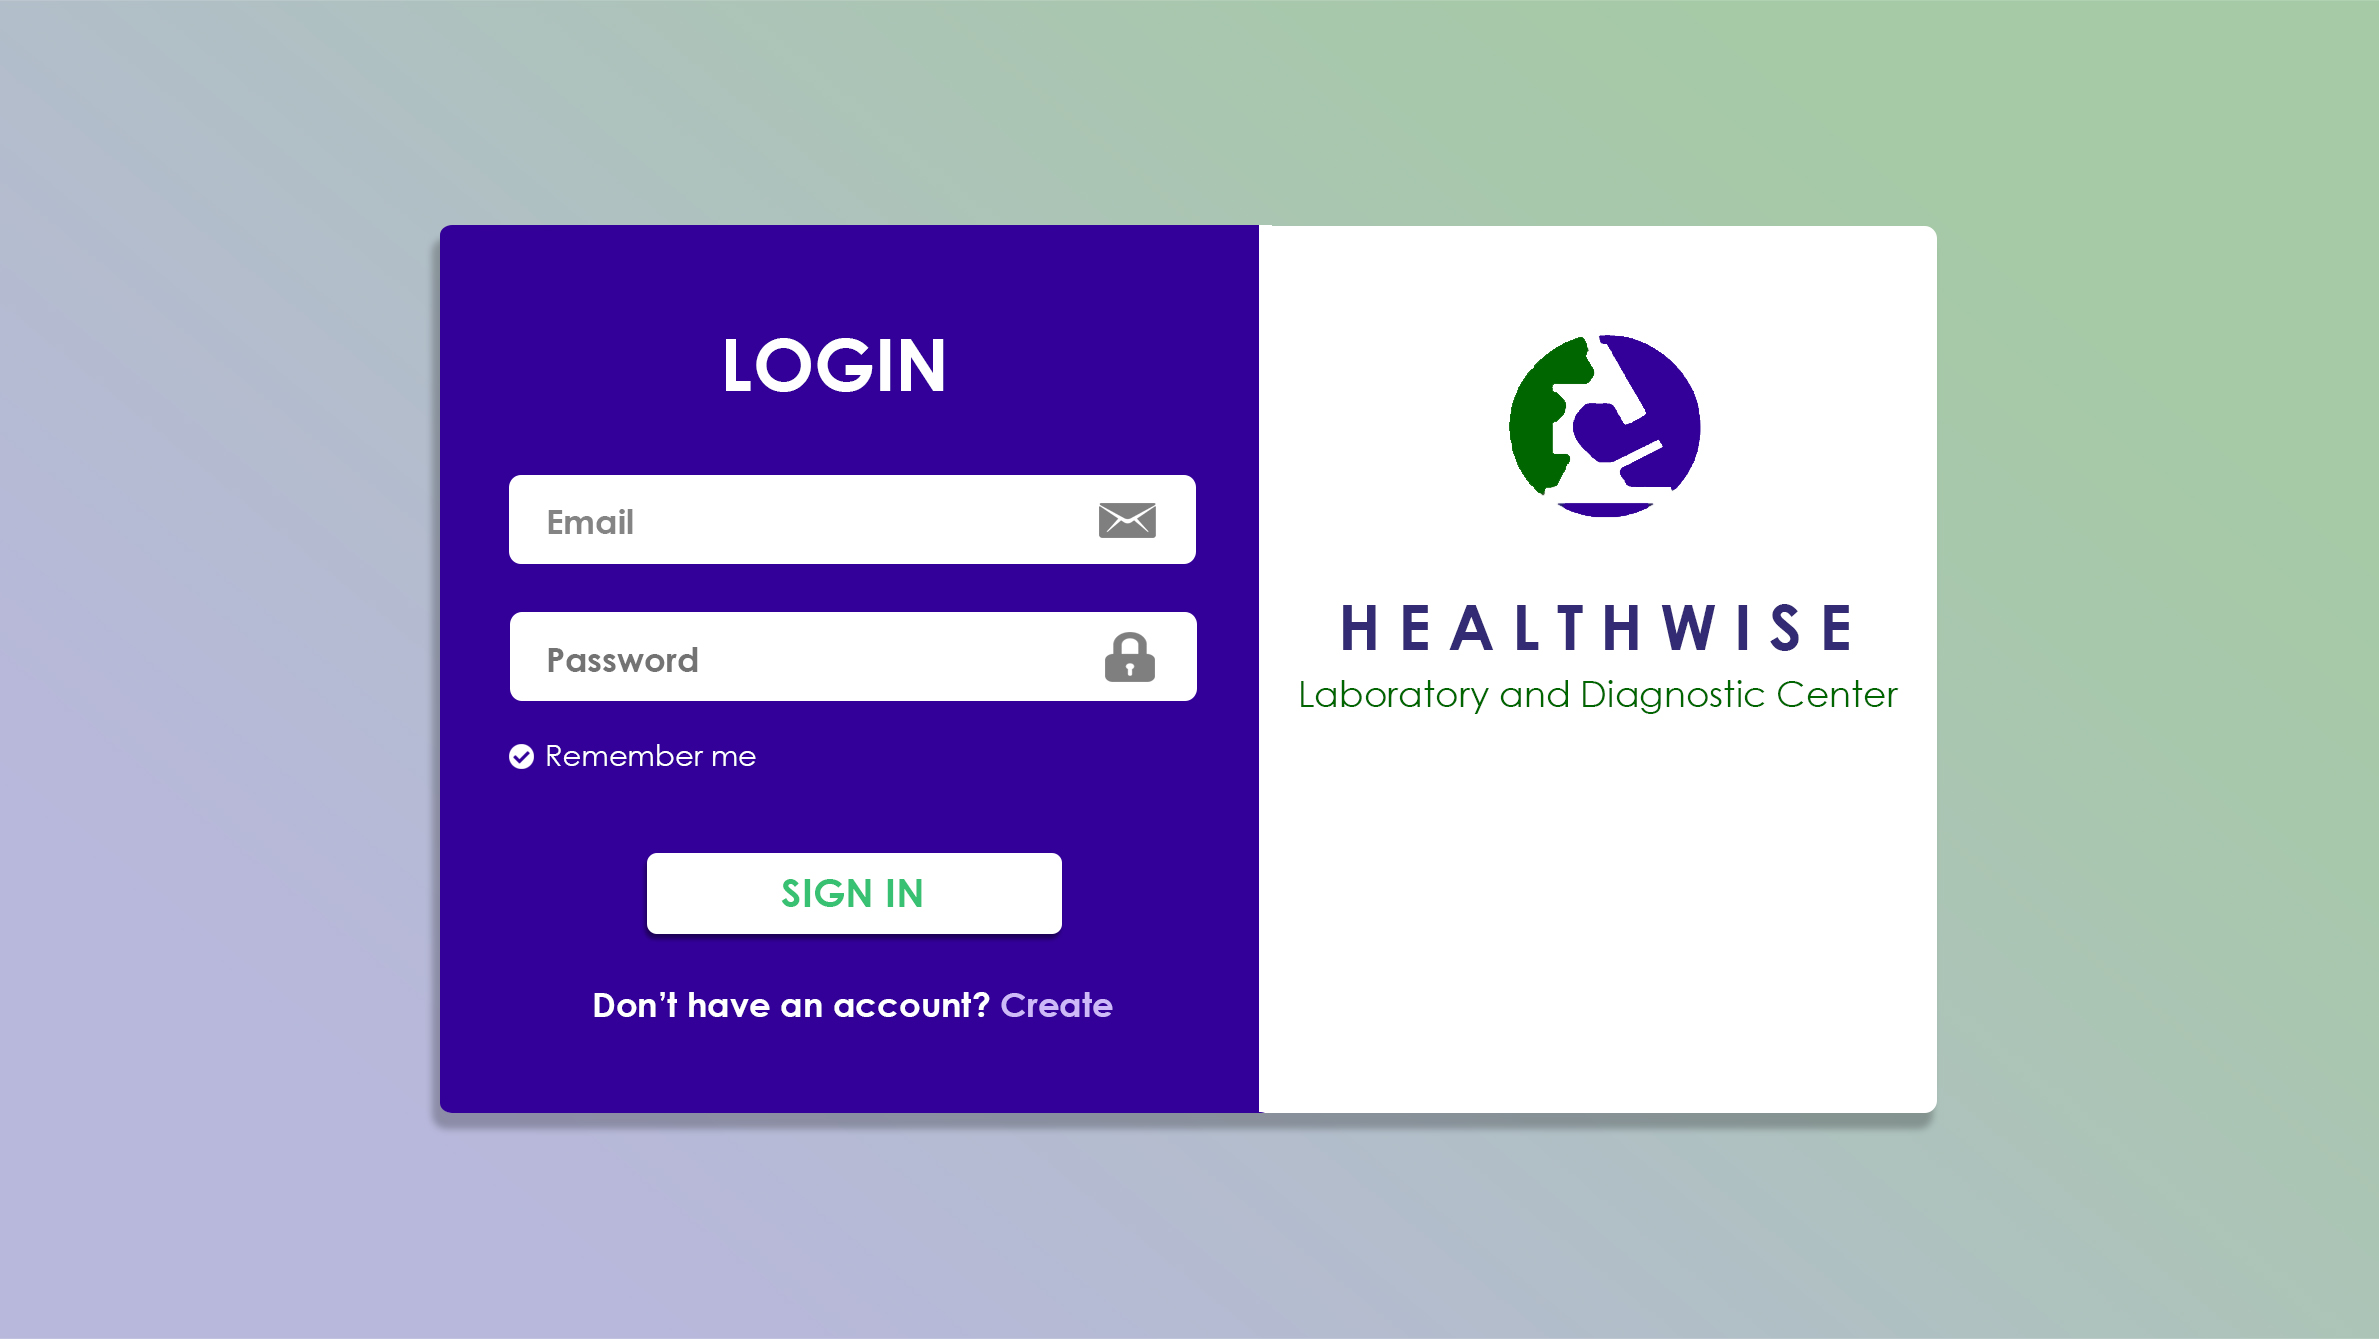 LOGIN
Email
Password
Remember me
SIGN IN
Don’t have an account? Create
HEALTHWISE
Laboratory and Diagnostic Center